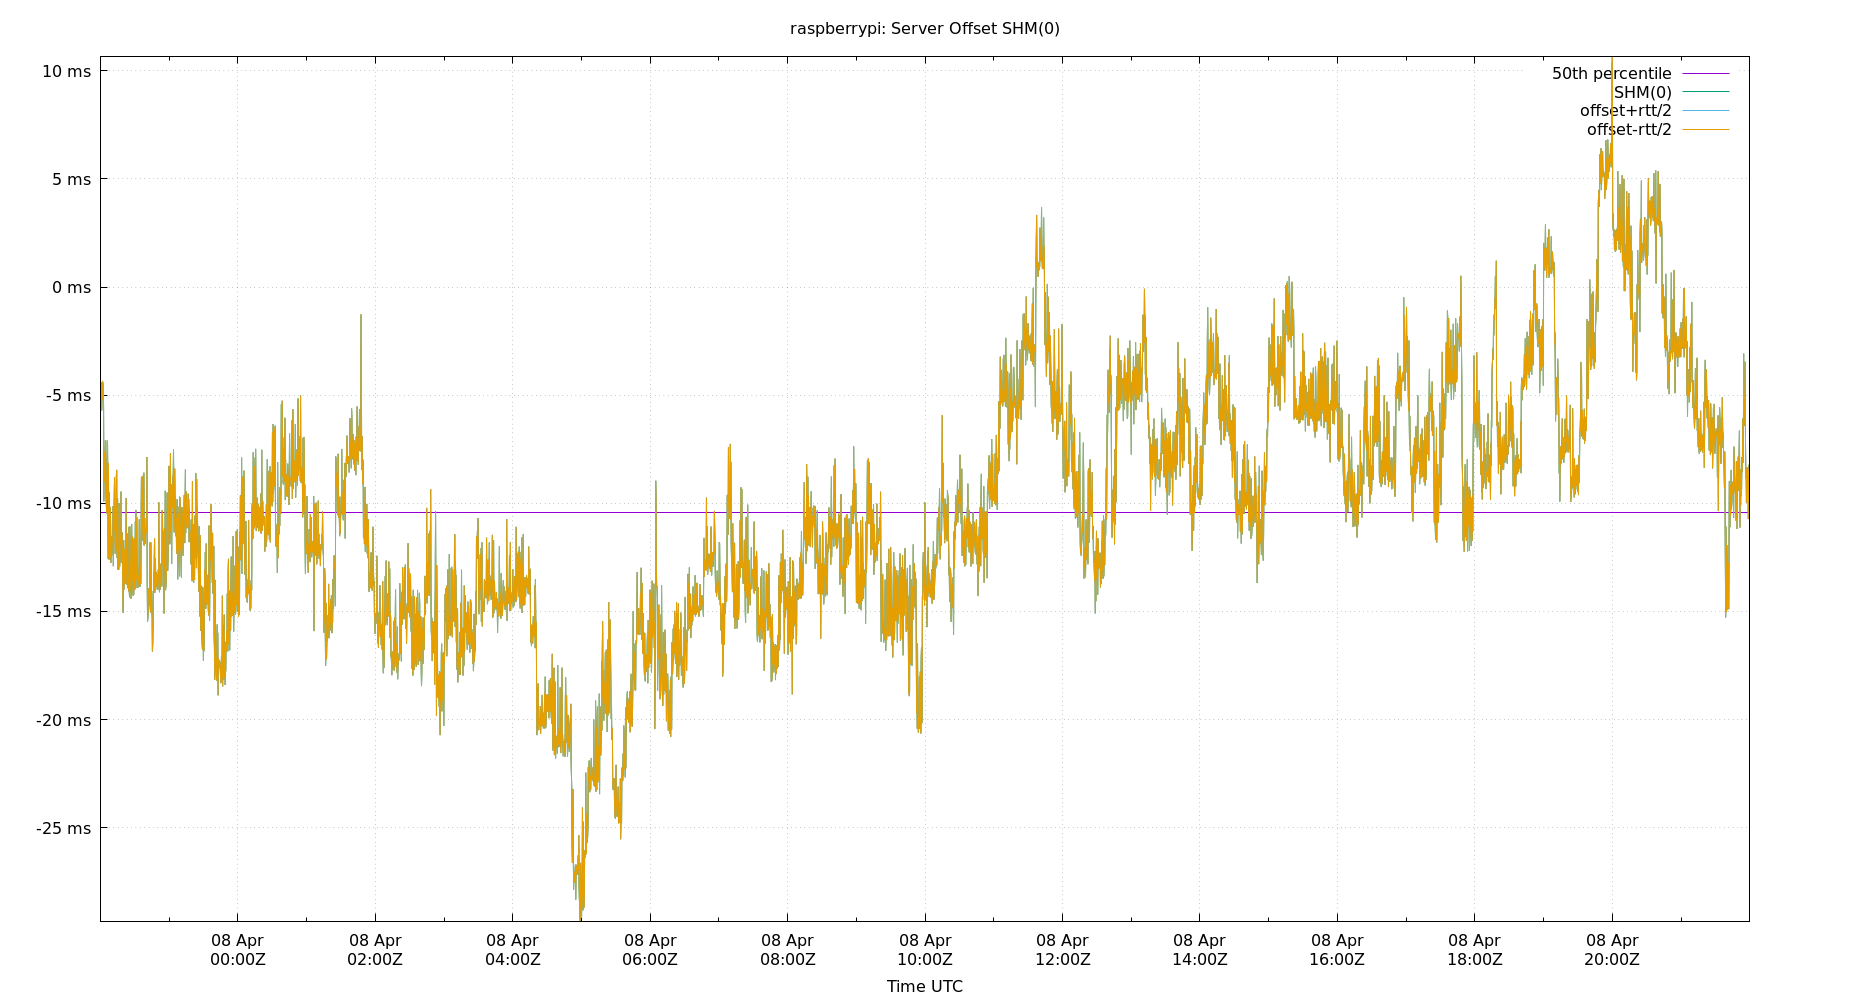 raspberrypi: Server Offset SHM(0)
10 ms
5 ms
0 ms
-5 ms
-10 ms
-15 ms
-20 ms
-25 ms
50th percentile
SHM(0)
offset+rtt/2
offset-rtt/2
08 Apr 08 Apr 08 Apr 08 Apr 08 Apr 08 Apr 08 Apr 08 Apr 08 Apr 08 Apr 08 Apr
00:00Z 02:00Z 04:00Z 06:00Z 08:00Z 10:00Z 12:00Z 14:00Z 16:00Z 18:00Z 20:00Z
Time UTC